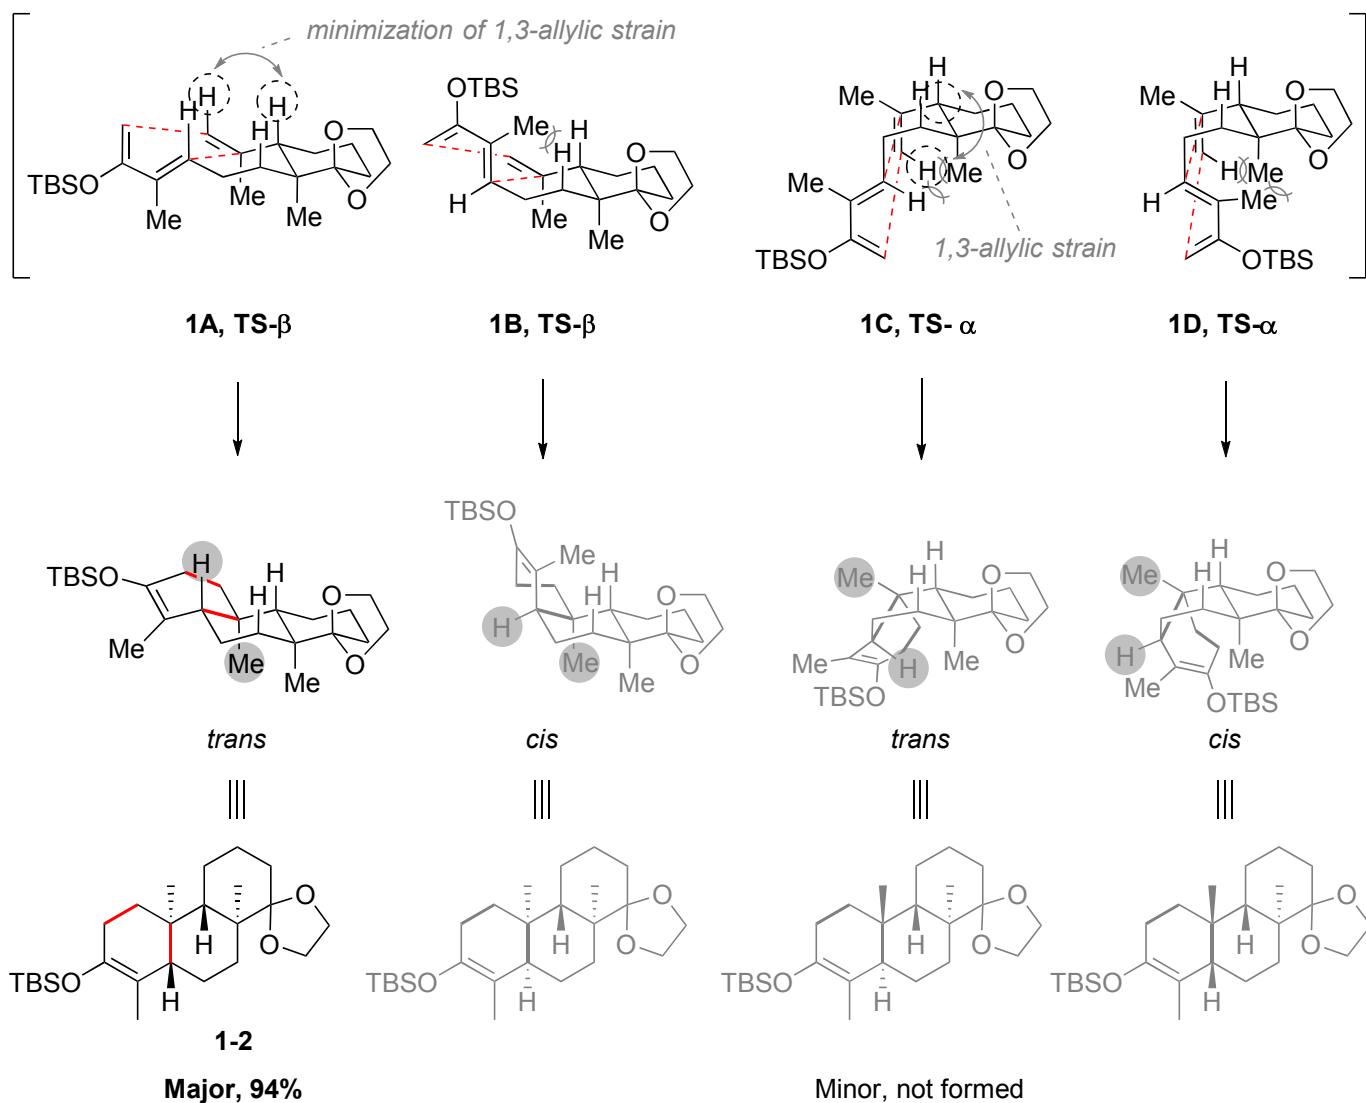 minimization of 1,3-allylic strain
H H H H O O TBSO Me Me Me
OTBS Me H O O H Me Me
H Me H O O H Me Me H TBSO
1,3-allylic strain
H Me H O O H Me H Me OTBS
1A, TS-β
1B, TS-β
1C, TS- α
1D, TS-α
TBSO H H H O O Me Me Me
TBSO Me H H H O O Me Me
Me H H O O Me Me H TBSO
Me H H O O H Me Me OTBS
trans
cis
trans
cis
O O H H TBSO
O O H H TBSO
O O H H TBSO
O O H H TBSO
1-2
Major, 94%
Minor, not formed